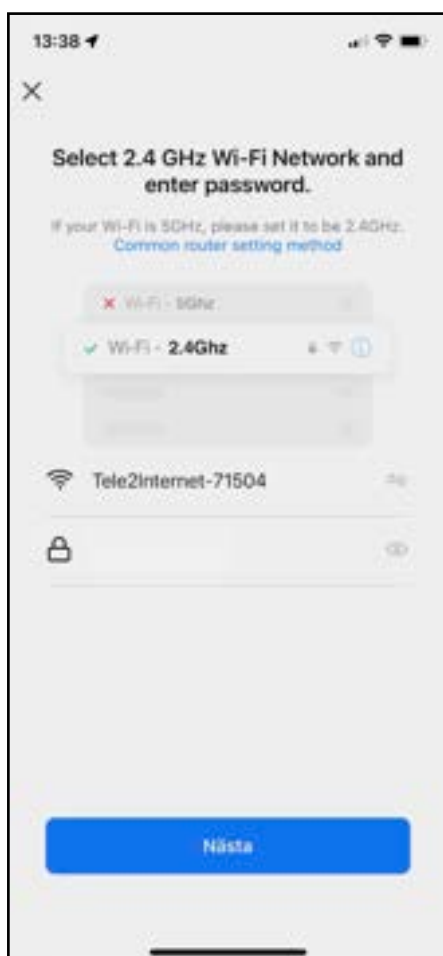 13:38
Select 2.4 GHz Wi-Fi Network and
enter password.
If your Wi-Fi is 5GHz, please set it to be 2.4GHz.
Common router setting method
Wi-Fi - 5Ghz
Wi-Fi - 2.4Ghz
Tele2Internet-71504
Nästa